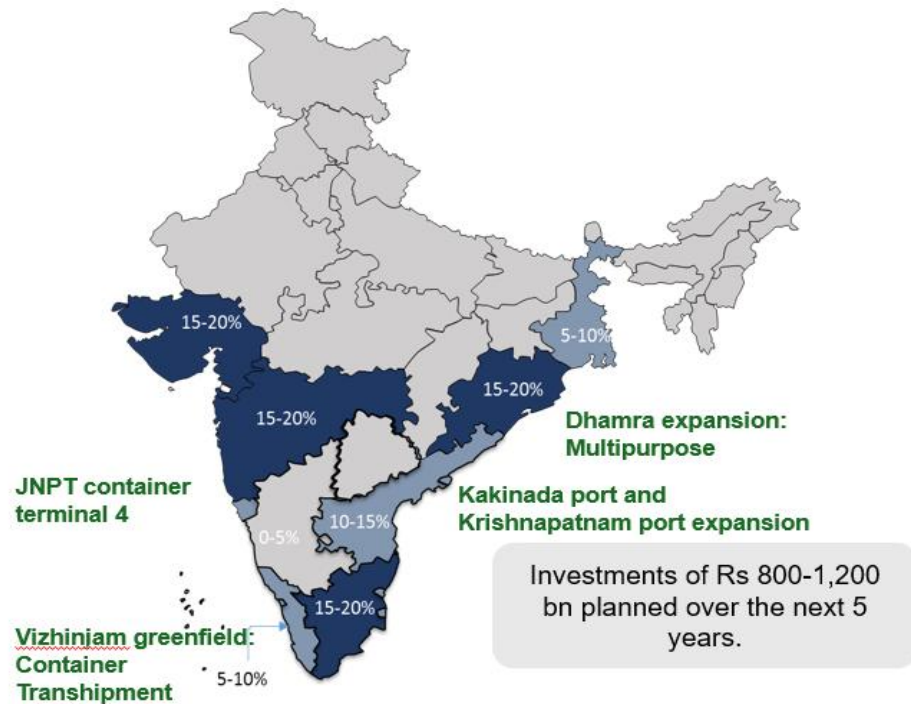 15-20%
5-10%
15-20%
15-20%
Dhamra expansion:
Multipurpose
JNPT container
terminal 4
Kakinada port and
Krishnapatnam port expansion
10-15%
0-5%
Investments of Rs 800-1,200
bn planned over the next 5
years.
15-20%
Vizhinjam greenfield:
Container
Transhipment
5-10%